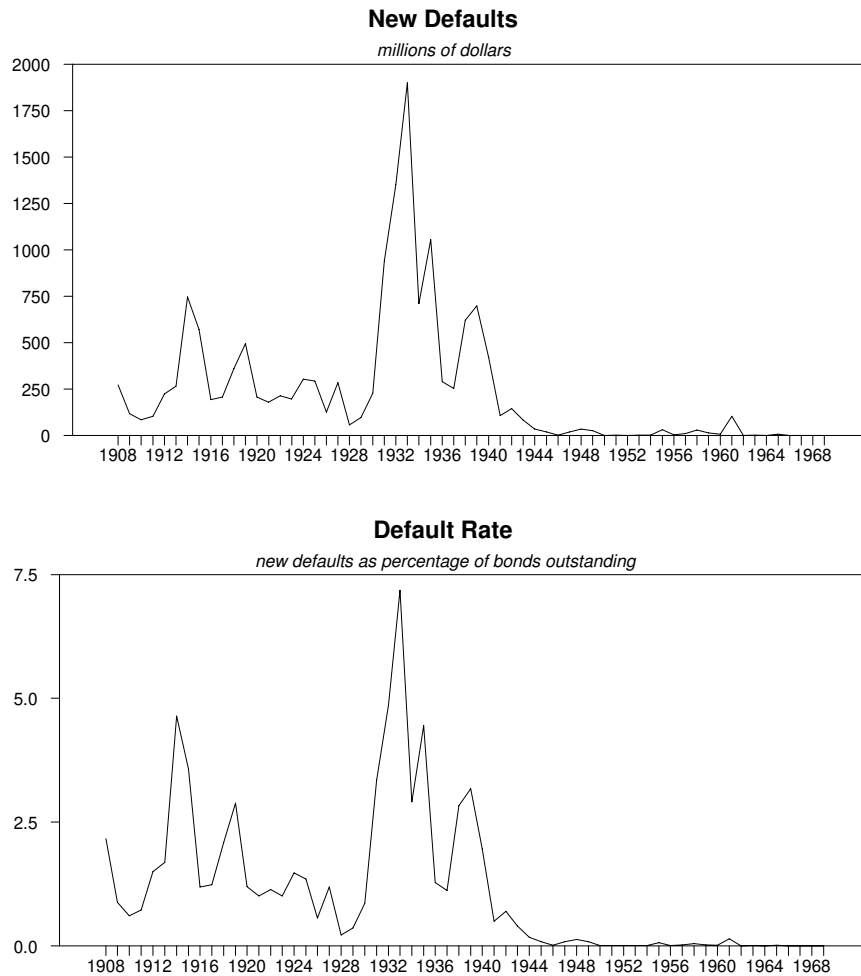 New Defaults
millions of dollars
2000
1750
1500
1250
1000
750
500
250
0
1908 1912 1916 1920 1924 1928 1932 1936 1940 1944 1948 1952 1956 1960 1964 1968
Default Rate
new defaults as percentage of bonds outstanding
7.5
5.0
2.5
0.0
1908 1912 1916 1920 1924 1928 1932 1936 1940 1944 1948 1952 1956 1960 1964 1968